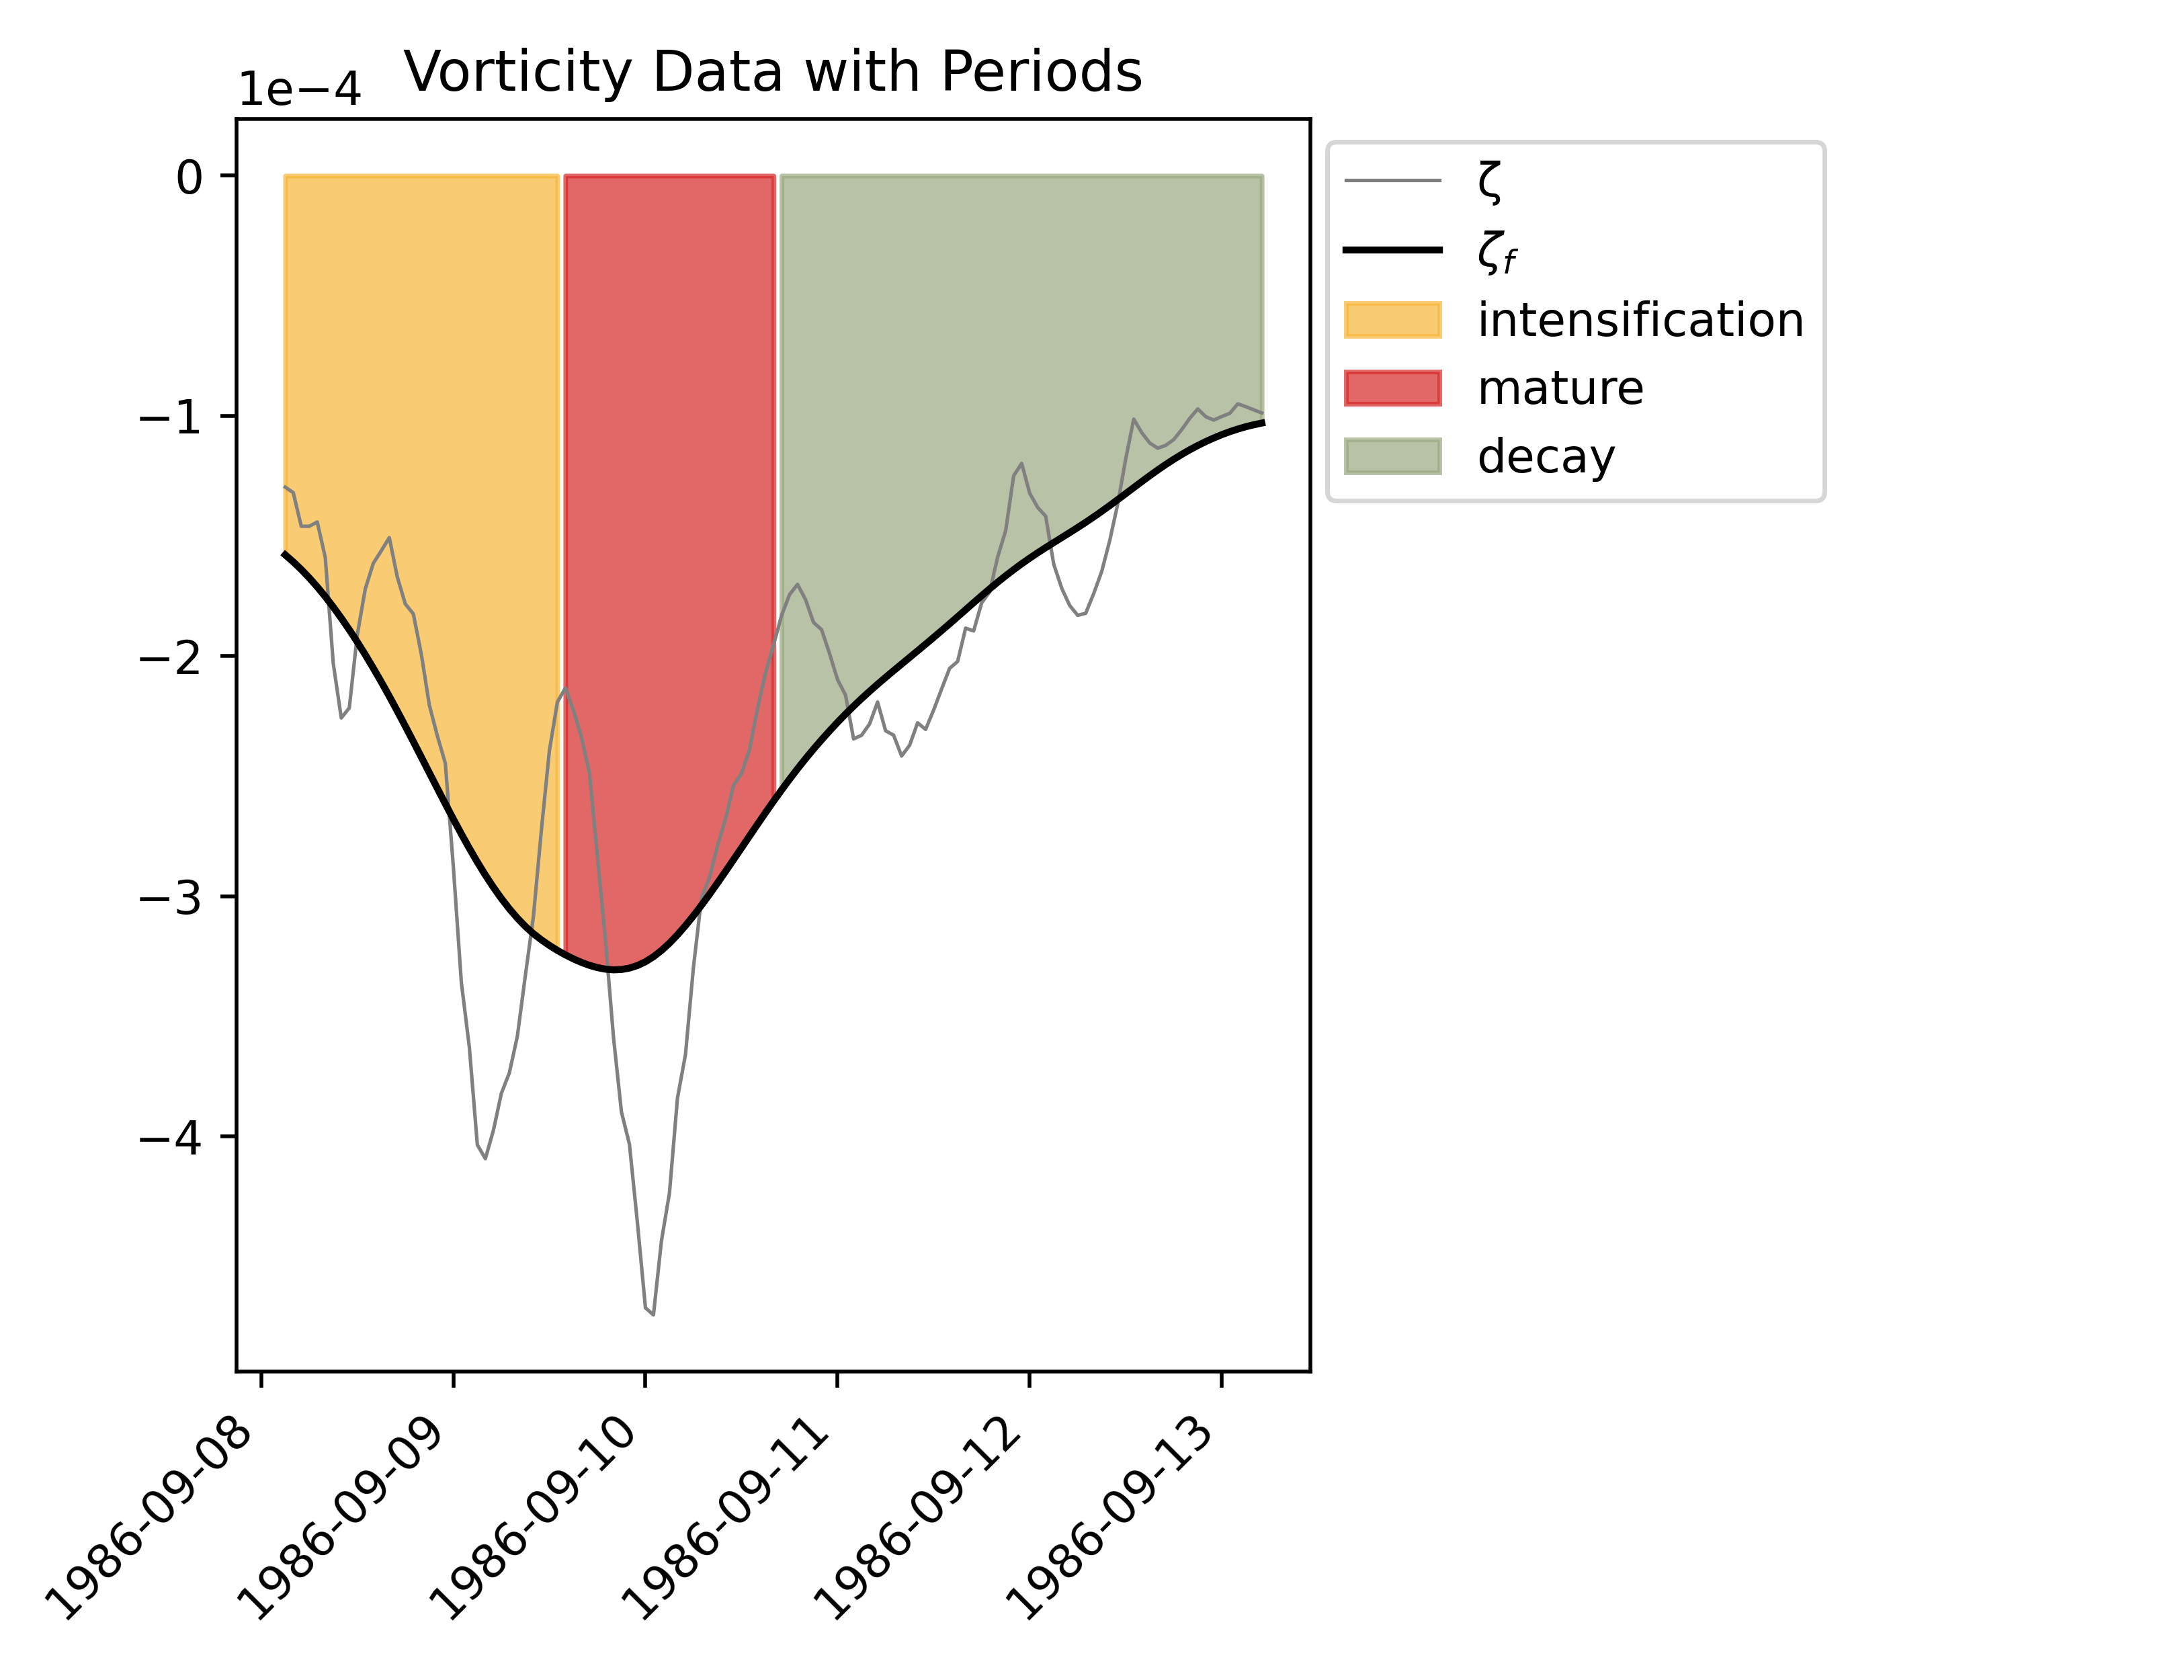 Vorticity Data with Periods
1e−4
0
−1
−2
−3
−4
1986-09-08
1986-09-09
1986-09-10
1986-09-11
1986-09-12
1986-09-13
ζ
ζf
intensification
mature
decay